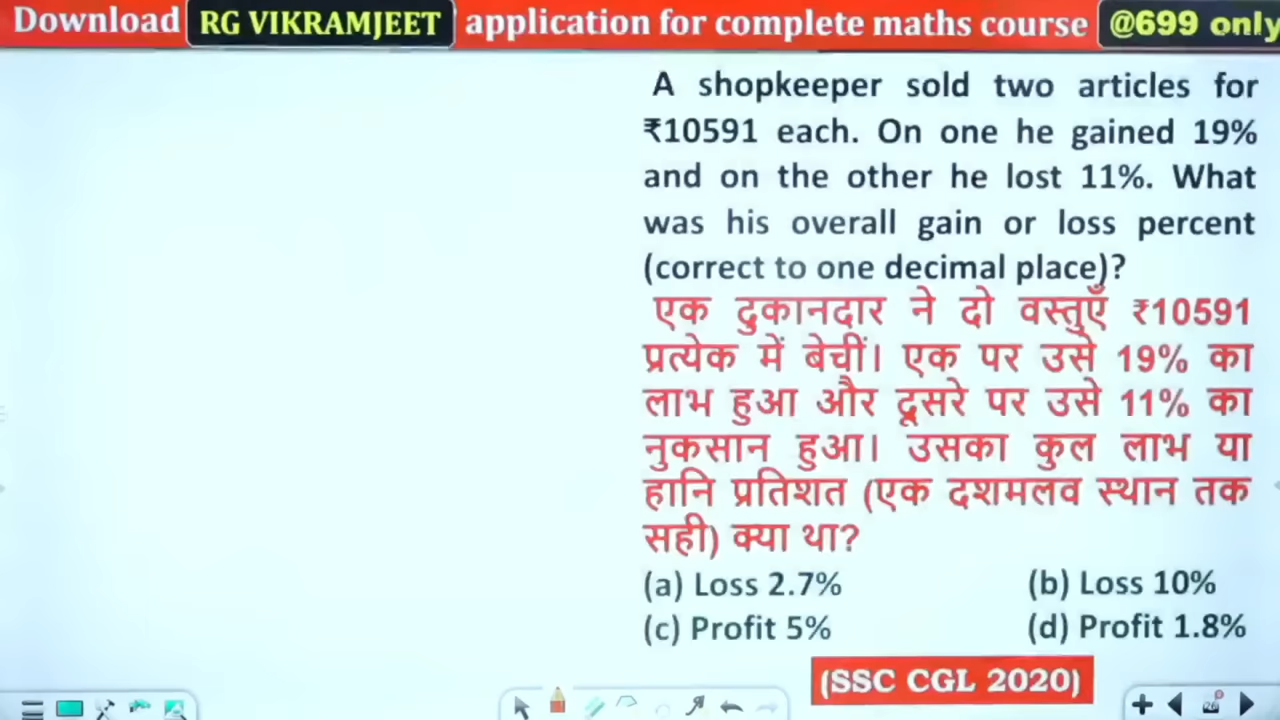 Download RG VIKRAMJEET application for complete maths course @699 only
A shopkeeper sold two articles for
₹10591 each. On one he gained 19%
and on the other he lost 11%. What
was his overall gain or loss percent
(correct to one decimal place)?
एक दुकानदार ने दो वस्तुएँ ₹10591
प्रत्येक में बेचीं। एक पर उसे 19% का
लाभ हुआ और दूसरे पर उसे 11% का
नुकसान हुआ। उसका कुल लाभ या
हानि प्रतिशत (एक दशमलव स्थान तक
सही) क्या था?
(a) Loss 2.7% (b) Loss 10%
(c) Profit 5% (d) Profit 1.8%
(SSC CGL 2020)